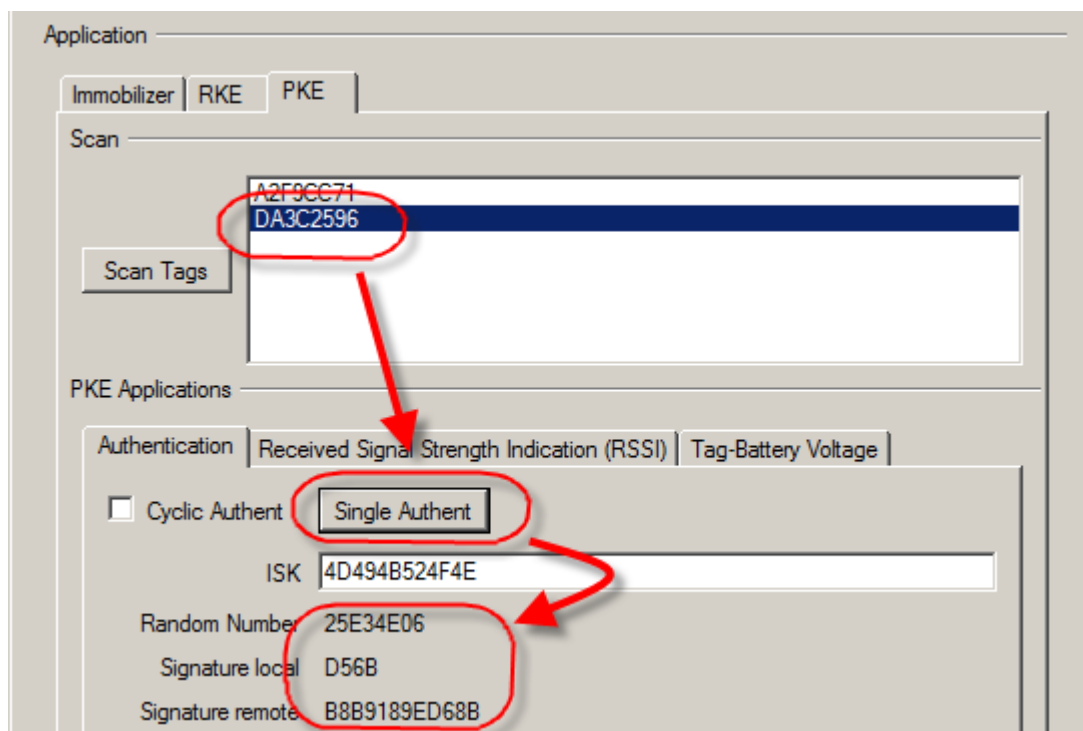 Application
Immobilizer RKE PKE
Scan
A2F9CC71
DA3C2596
Scan Tags
PKE Applications
Authentication Received Signal Strength Indication (RSSI) Tag-Battery Voltage
Cyclic Authent Single Authent
ISK 4D494B524F4E
Random Number 25E34E06
Signature local D56B
Signature remote B8B9189ED68B